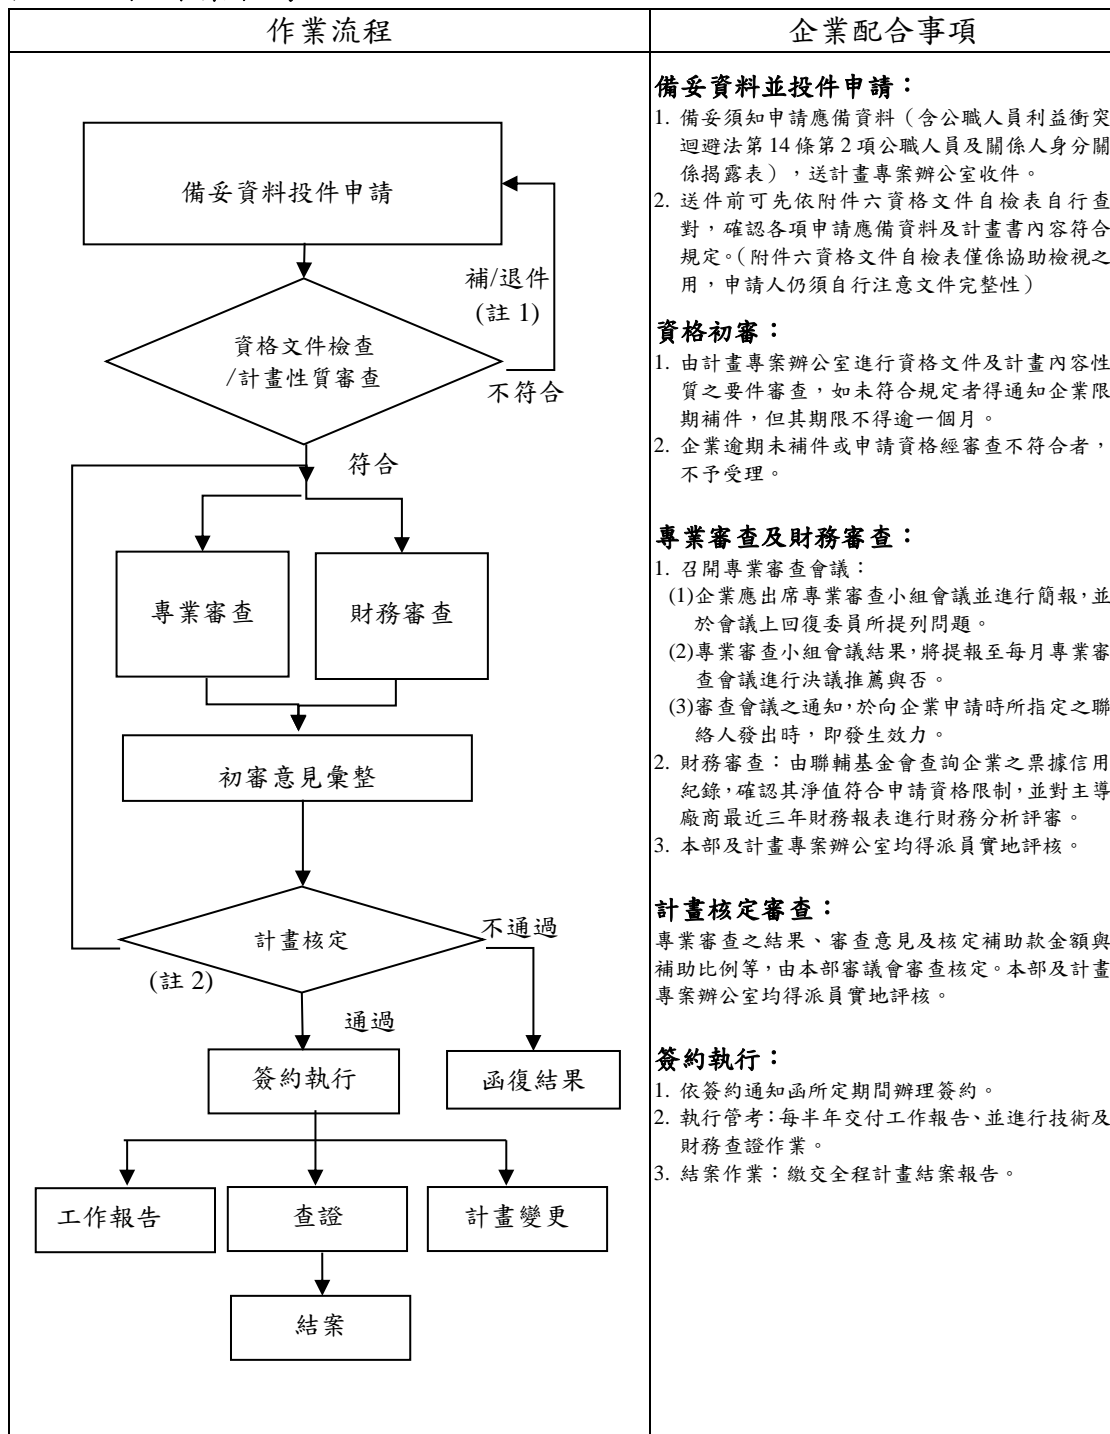 作業流程
企業配合事項
備妥資料投件申請
補/退件
(註 1)
資格文件檢查
/計畫性質審查
不符合
符合
專業審查
財務審查
初審意見彙整
計畫核定
不通過
(註 2)
通過
簽約執行
函復結果
工作報告
查證
計畫變更
結案
備妥資料並投件申請：
1. 備妥須知申請應備資料（含公職人員利益衝突
迴避法第 14 條第 2 項公職人員及關係人身分關
係揭露表），送計畫專案辦公室收件。
2. 送件前可先依附件六資格文件自檢表自行查
對，確認各項申請應備資料及計畫書內容符合
規定。（附件六資格文件自檢表僅係協助檢視之
用，申請人仍須自行注意文件完整性）
資格初審：
1. 由計畫專案辦公室進行資格文件及計畫內容性
質之要件審查，如未符合規定者得通知企業限
期補件，但其期限不得逾一個月。
2. 企業逾期未補件或申請資格經審查不符合者，
不予受理。
專業審查及財務審查：
1. 召開專業審查會議：
(1)企業應出席專業審查小組會議並進行簡報，並
於會議上回復委員所提列問題。
(2)專業審查小組會議結果，將提報至每月專業審
查會議進行決議推薦與否。
(3)審查會議之通知，於向企業申請時所指定之聯
絡人發出時，即發生效力。
2. 財務審查：由聯輔基金會查詢企業之票據信用
紀錄，確認其淨值符合申請資格限制，並對主導
廠商最近三年財務報表進行財務分析評審。
3. 本部及計畫專案辦公室均得派員實地評核。
計畫核定審查：
專業審查之結果、審查意見及核定補助款金額與
補助比例等，由本部審議會審查核定。本部及計畫
專案辦公室均得派員實地評核。
簽約執行：
1. 依簽約通知函所定期間辦理簽約。
2. 執行管考：每半年交付工作報告、並進行技術及
財務查證作業。
3. 結案作業：繳交全程計畫結案報告。